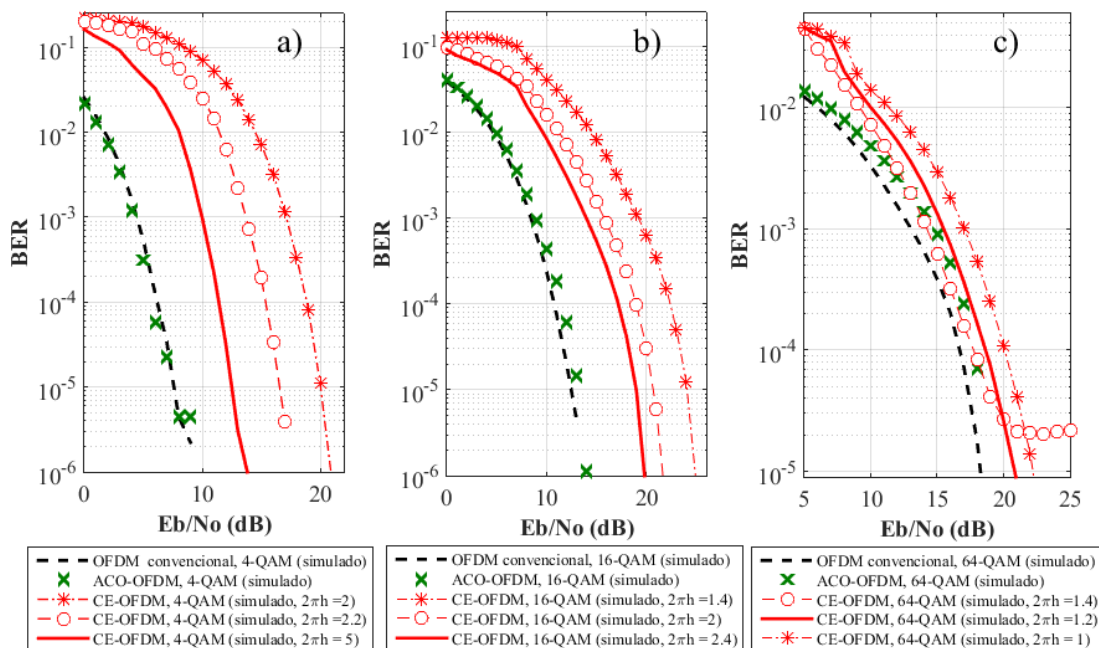 a)
10⁻¹
10⁻²
10⁻³
10⁻⁴
10⁻⁵
10⁻⁶
BER
0
10
20
Eb/No (dB)
OFDM convencional, 4-QAM (simulado)
ACO-OFDM, 4-QAM (simulado)
CE-OFDM, 4-QAM (simulado, 2πh =2)
CE-OFDM, 4-QAM (simulado, 2πh =2.2)
CE-OFDM, 4-QAM (simulado, 2πh =5)
b)
10⁻¹
10⁻²
10⁻³
10⁻⁴
10⁻⁵
10⁻⁶
BER
0
10
20
Eb/No (dB)
OFDM convencional, 16-QAM (simulado)
ACO-OFDM, 16-QAM (simulado)
CE-OFDM, 16-QAM (simulado, 2πh =1.4)
CE-OFDM, 16-QAM (simulado, 2πh =2)
CE-OFDM, 16-QAM (simulado, 2πh = 2.4)
c)
10⁻²
10⁻³
10⁻⁴
10⁻⁵
BER
5
10
15
20
25
Eb/No (dB)
OFDM convencional, 64-QAM (simulado)
ACO-OFDM, 64-QAM (simulado)
CE-OFDM, 64-QAM (simulado, 2πh =1.4)
CE-OFDM, 64-QAM (simulado, 2πh =1.2)
CE-OFDM, 64-QAM (simulado, 2πh = 1)